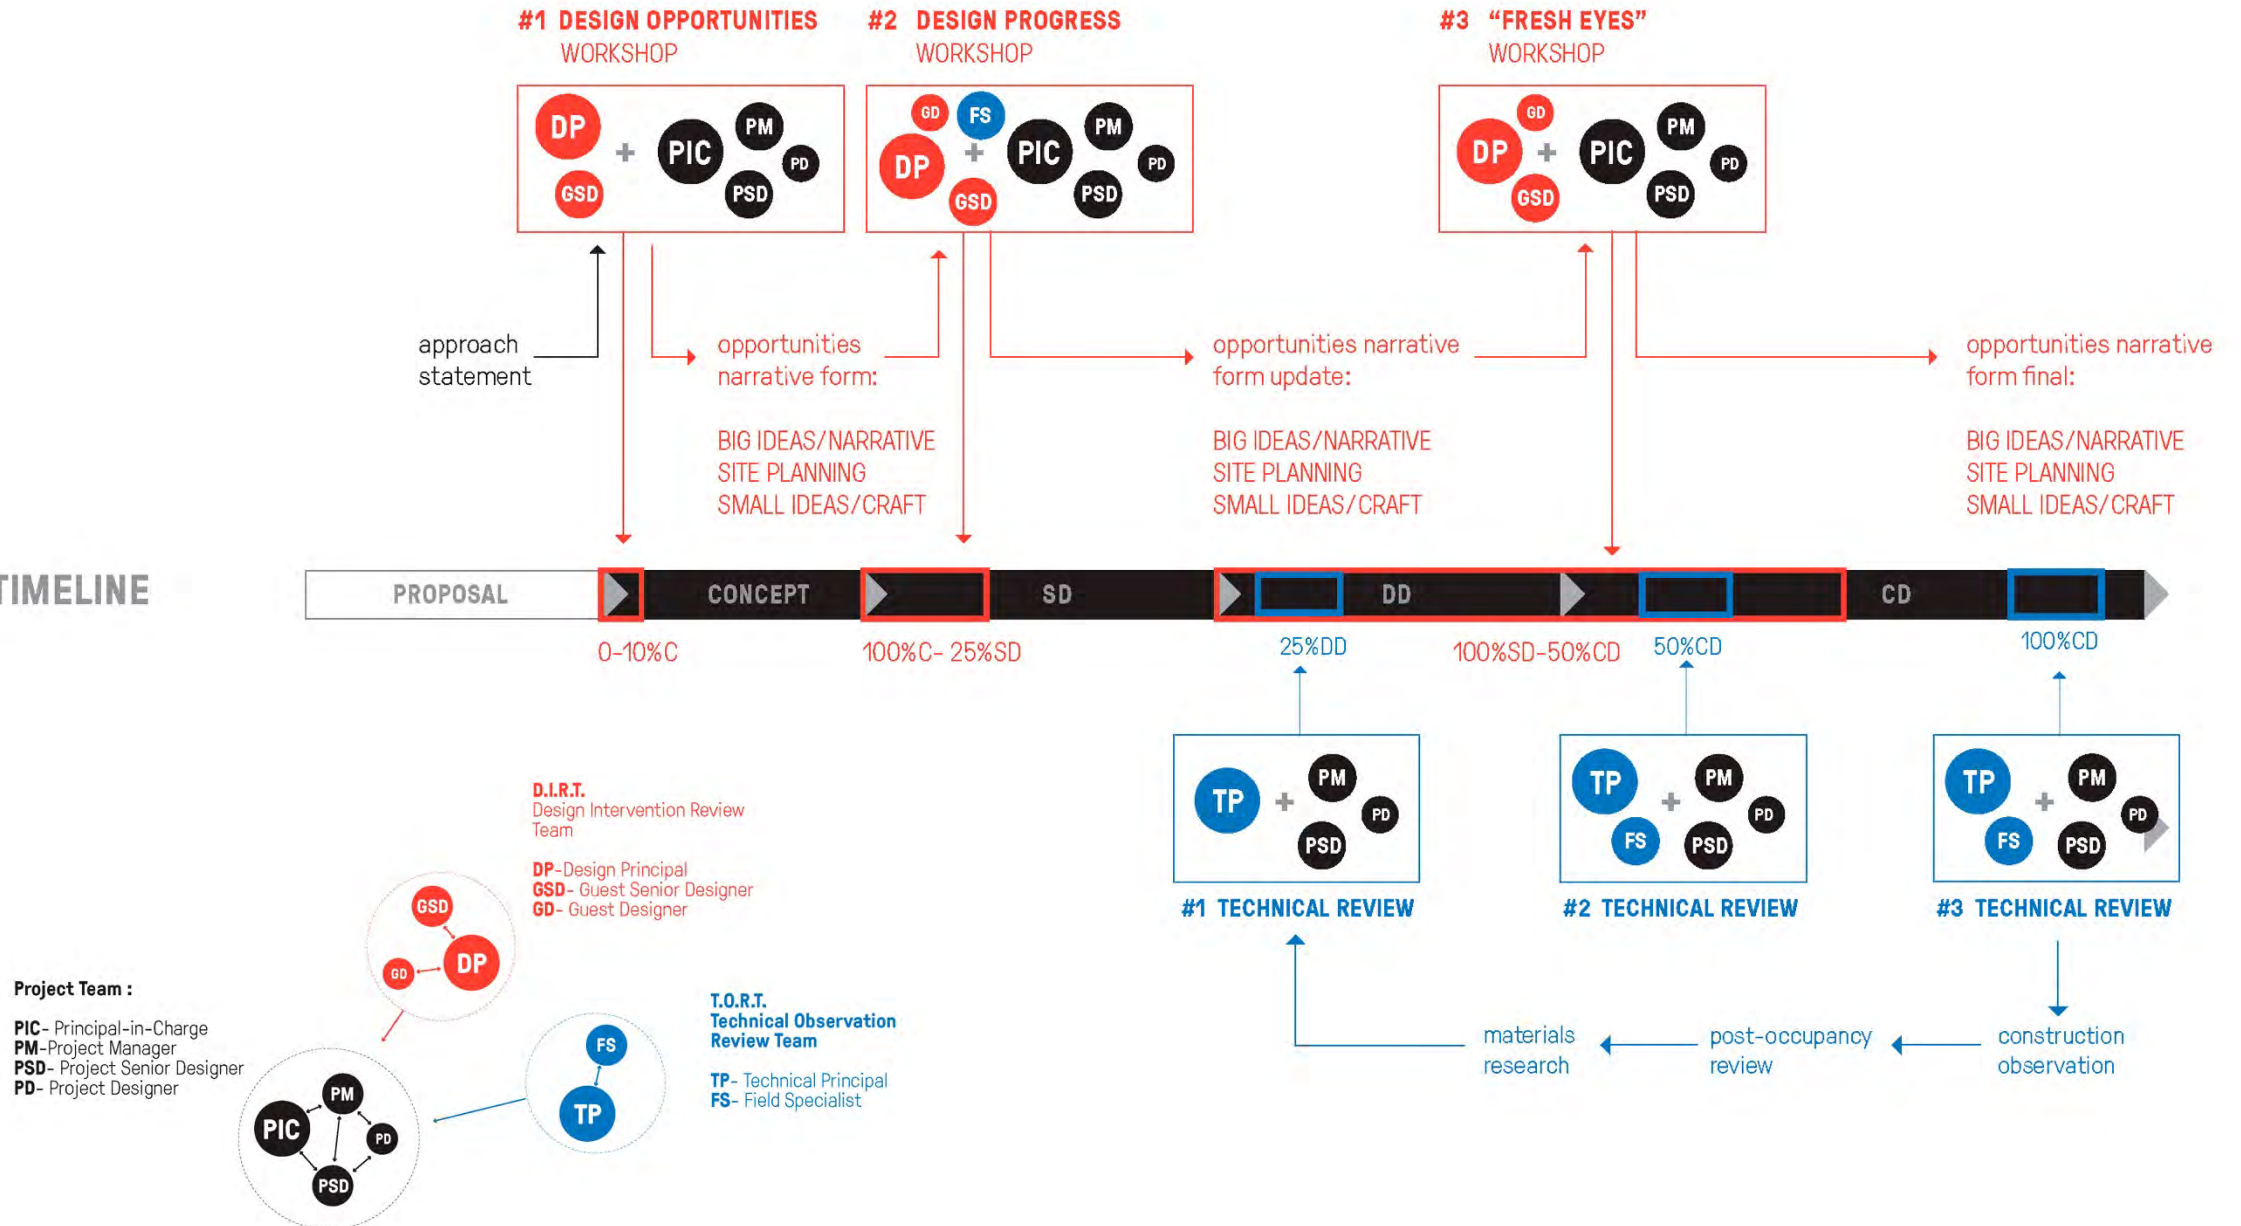 #1 DESIGN OPPORTUNITIES
WORKSHOP
#2 DESIGN PROGRESS
WORKSHOP
#3 “FRESH EYES”
WORKSHOP
DP
GSD
+
PIC
PM
PD
PSD
GD
FS
DP
+
GSD
PIC
PM
PD
PSD
GD
DP
+
GSD
PIC
PM
PD
PSD
approach
statement
opportunities
narrative form:
BIG IDEAS/NARRATIVE
SITE PLANNING
SMALL IDEAS/CRAFT
opportunities narrative
form update:
BIG IDEAS/NARRATIVE
SITE PLANNING
SMALL IDEAS/CRAFT
opportunities narrative
form final:
BIG IDEAS/NARRATIVE
SITE PLANNING
SMALL IDEAS/CRAFT
TIMELINE
PROPOSAL
CONCEPT
SD
DD
CD
0-10%C
100%C- 25%SD
25%DD
100%SD-50%CD
50%CD
100%CD
TP
+
PM
PD
PSD
#1 TECHNICAL REVIEW
TP
FS
+
PM
PD
PSD
#2 TECHNICAL REVIEW
TP
FS
+
PM
PD
PSD
#3 TECHNICAL REVIEW
materials
research
post-occupancy
review
construction
observation
D.I.R.T.
Design Intervention Review
Team
DP-Design Principal
GSD- Guest Senior Designer
GD- Guest Designer
GSD
GD
DP
Project Team :
PIC- Principal-in-Charge
PM-Project Manager
PSD- Project Senior Designer
PD- Project Designer
PIC
PM
PD
PSD
T.O.R.T.
Technical Observation
Review Team
TP- Technical Principal
FS- Field Specialist
FS
TP